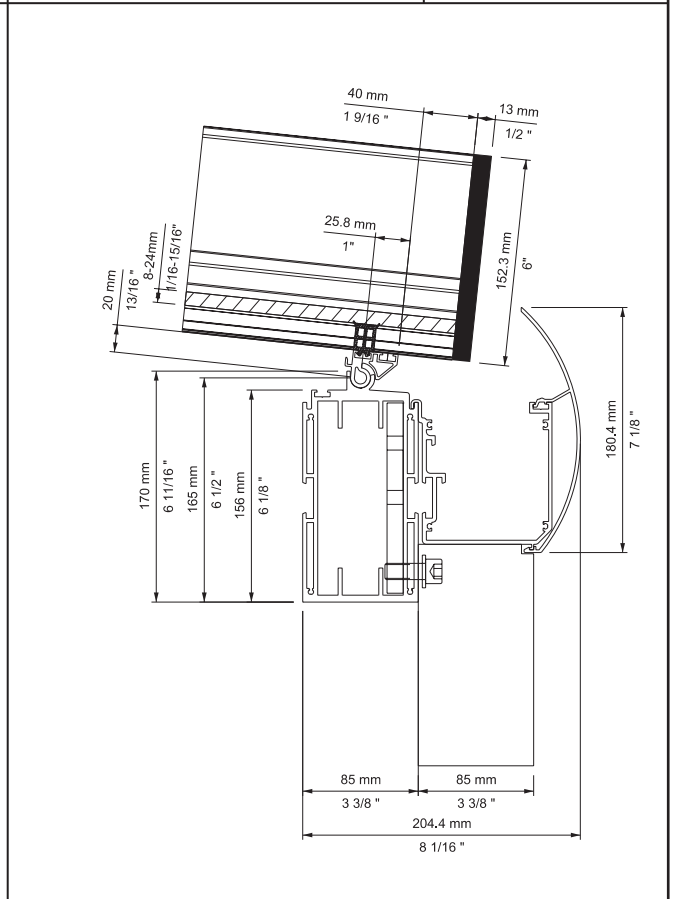 40 mm
1 9/16 "
13 mm
1/2 "
25.8 mm
1"
152.3 mm
6"
8-24mm
1/16-15/16"
20 mm
13/16 "
180.4 mm
7 1/8 "
170 mm
6 11/16 "
165 mm
6 1/2 "
156 mm
6 1/8 "
85 mm
3 3/8 "
85 mm
3 3/8 "
204.4 mm
8 1/16 "